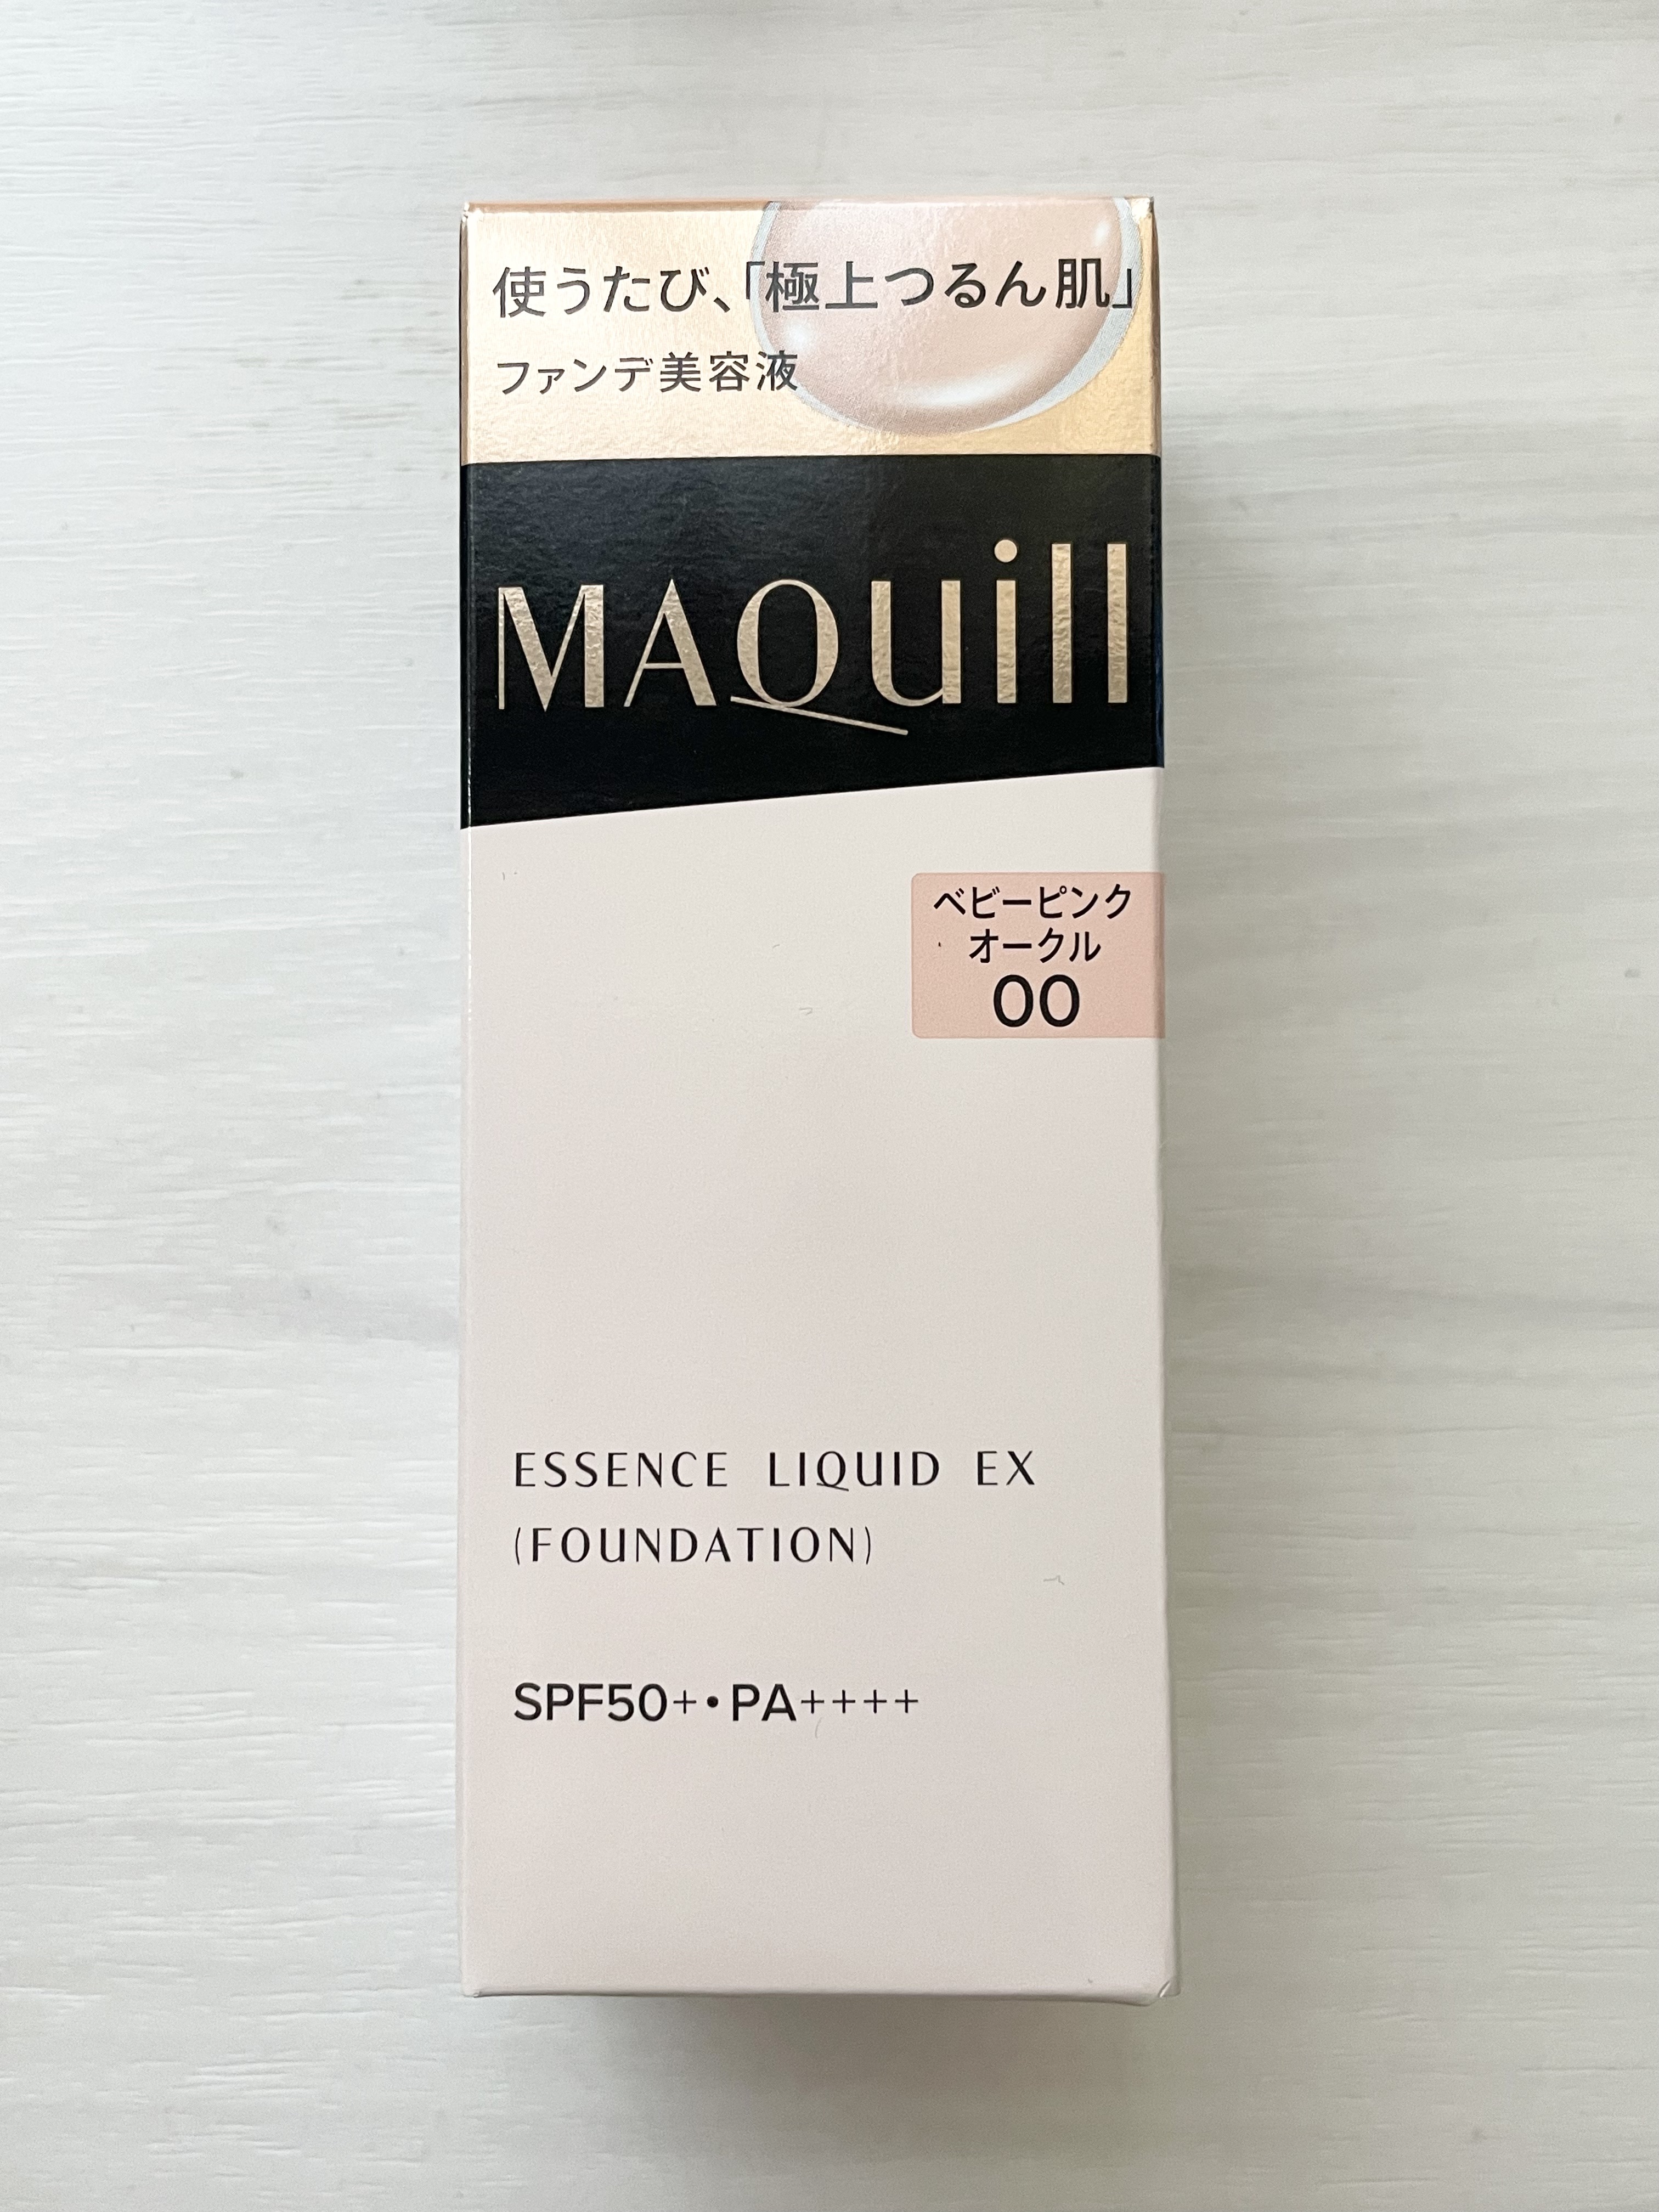 使うたび、「極上つるん肌」
ファンデ美容液
MAQuill
ベビーピンク
オークル
00
ESSENCE LIQUID EX
(FOUNDATION)
SPF50+•PA++++